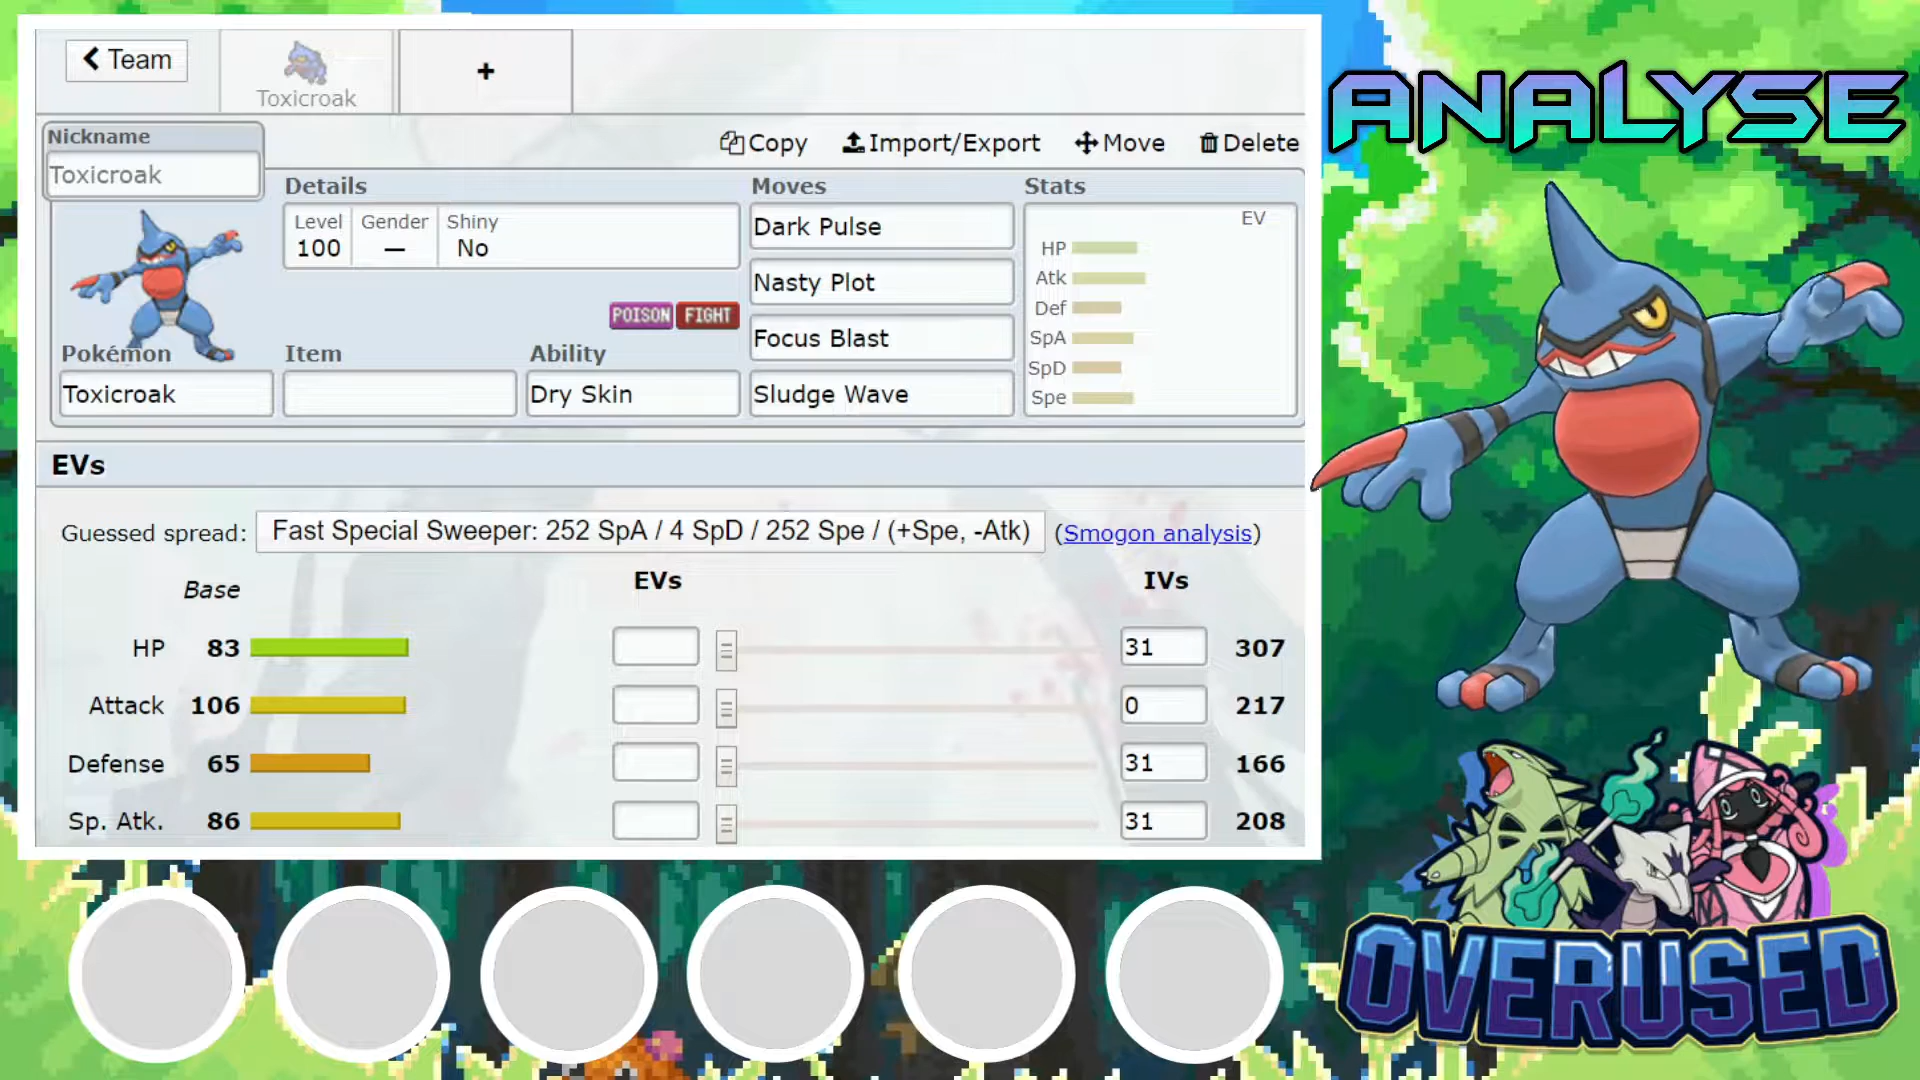 Team
Toxicroak
+
ANALYSE
Nickname
Toxicroak
Copy
Import/Export
Move
Delete
Details
Moves
Stats
Level
Gender
Shiny
100
—
No
Dark Pulse
Nasty Plot
Focus Blast
Sludge Wave
EV
HP
Atk
Def
SpA
SpD
Spe
POISON FIGHT
Pokémon
Item
Ability
Toxicroak
Dry Skin
EVs
Guessed spread: Fast Special Sweeper: 252 SpA / 4 SpD / 252 Spe / (+Spe, -Atk) (Smogon analysis)
Base
EVs
IVs
HP 83 31 307
Attack 106 0 217
Defense 65 31 166
Sp. Atk. 86 31 208
OVERUSED